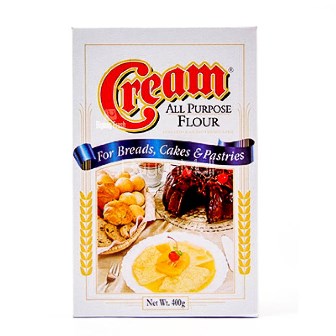 Cream®
ALL PURPOSE
FLOUR
For Breads, Cakes & Pastries
Net Wt. 400g